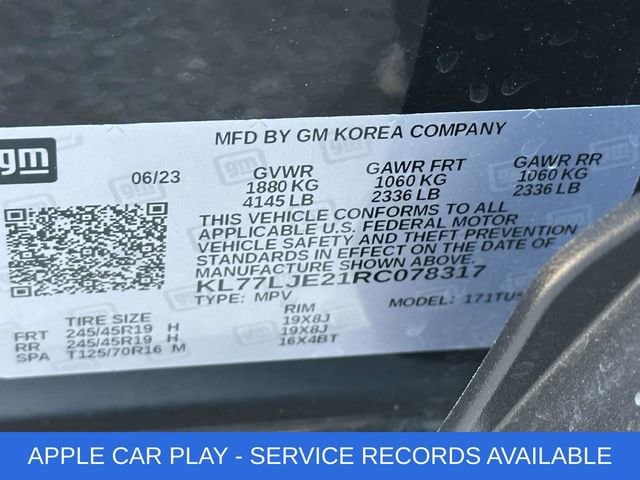 gm
MFD BY GM KOREA COMPANY
06/23
GVWR
1880 KG
4145 LB
GAWR FRT
1060 KG
2336 LB
GAWR RR
1060 KG
2336 LB
THIS VEHICLE CONFORMS TO ALL
APPLICABLE U.S. FEDERAL MOTOR
VEHICLE SAFETY AND THEFT PREVENTION
STANDARDS IN EFFECT ON THE DATE OF
MANUFACTURE SHOWN ABOVE.
KL77LJE21RC078317
TYPE: MPV MODEL: 171TU5
TIRE SIZE RIM
FRT 245/45R19 H 19X8J
RR 245/45R19 H 19X8J
SPA T125/70R16 M 16X4BT
APPLE CAR PLAY - SERVICE RECORDS AVAILABLE